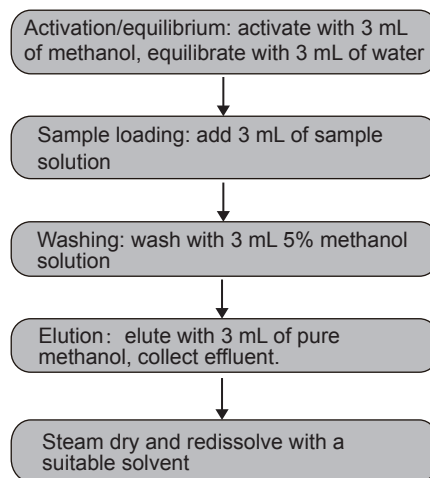 Activation/equilibrium: activate with 3 mL
of methanol, equilibrate with 3 mL of water
Sample loading: add 3 mL of sample
solution
Washing: wash with 3 mL 5% methanol
solution
Elution: elute with 3 mL of pure
methanol, collect effluent.
Steam dry and redissolve with a
suitable solvent